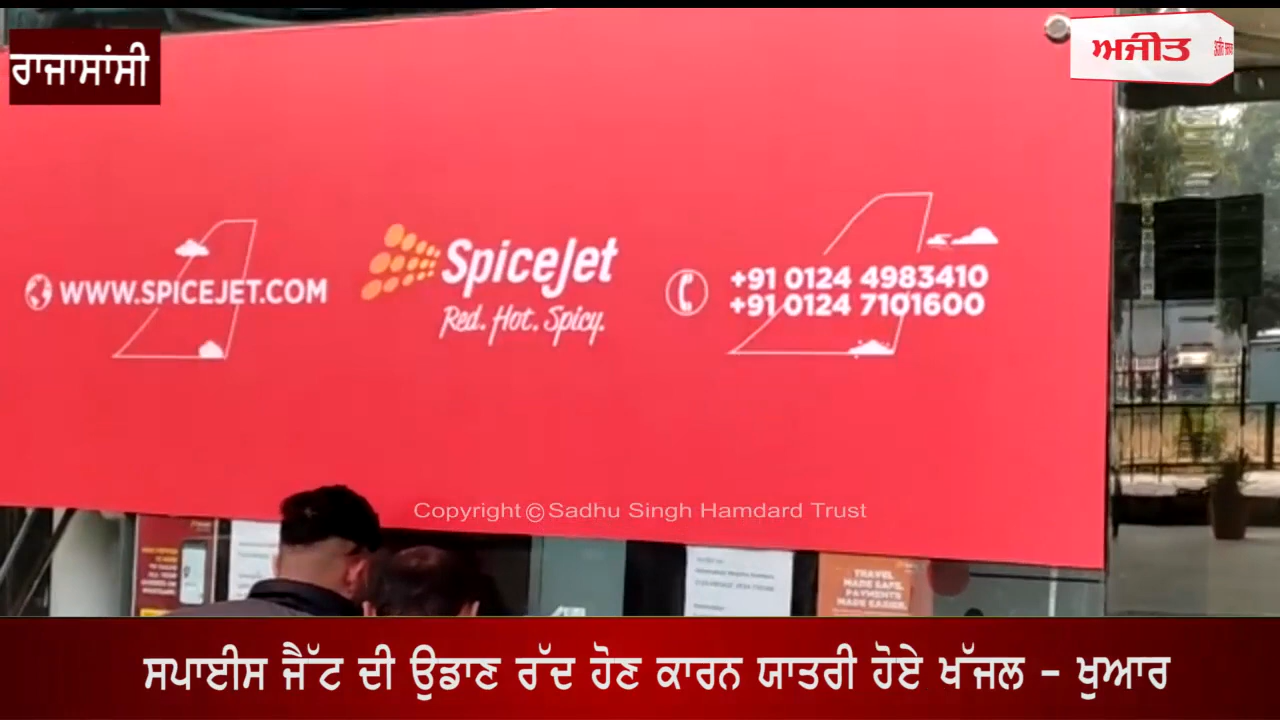 ਰਾਜਾਸਾਂਸੀ
ਅਜੀਤ
WWW.SPICEJET.COM
SpiceJet
Red. Hot. Spicy.
+91 0124 4983410
+91 0124 7101600
Copyright © Sadhu Singh Hamdard Trust
TRAVEL
MADE SAFE.
PAYMENTS
MADE EASIER.
ਸਪਾਈਸ ਜੈੱਟ ਦੀ ਉਡਾਣ ਰੱਦ ਹੋਣ ਕਾਰਨ ਯਾਤਰੀ ਹੋਏ ਖੱਜਲ - ਖੁਆਰ